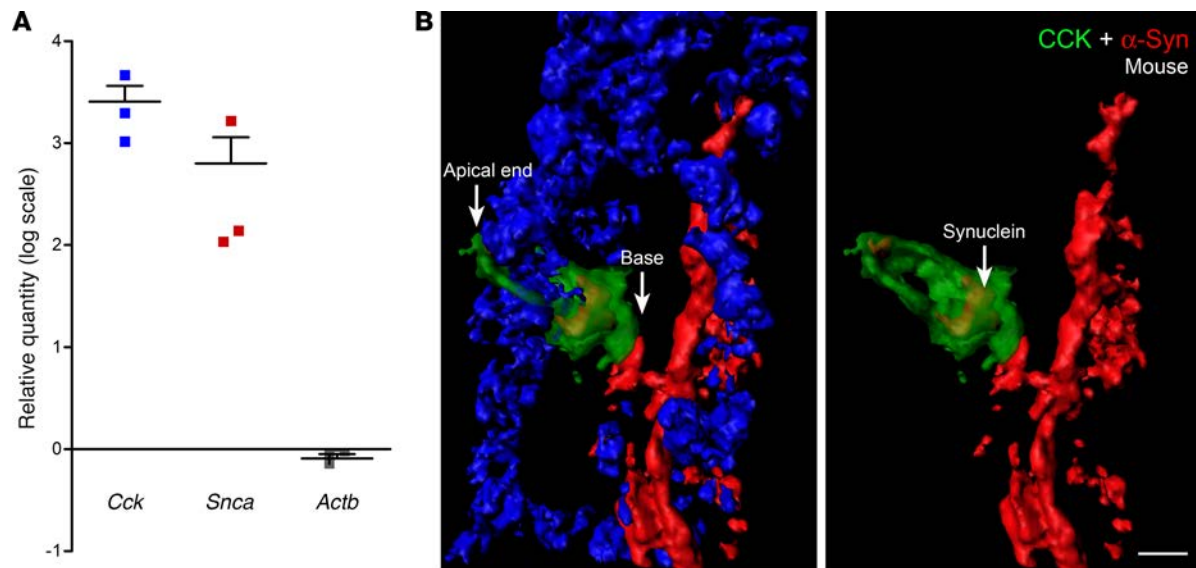 A
Relative quantity (log scale)
4
3
2
1
0
-1
Cck Snca Actb
B
Apical end
Base
CCK + α-Syn
Mouse
Synuclein